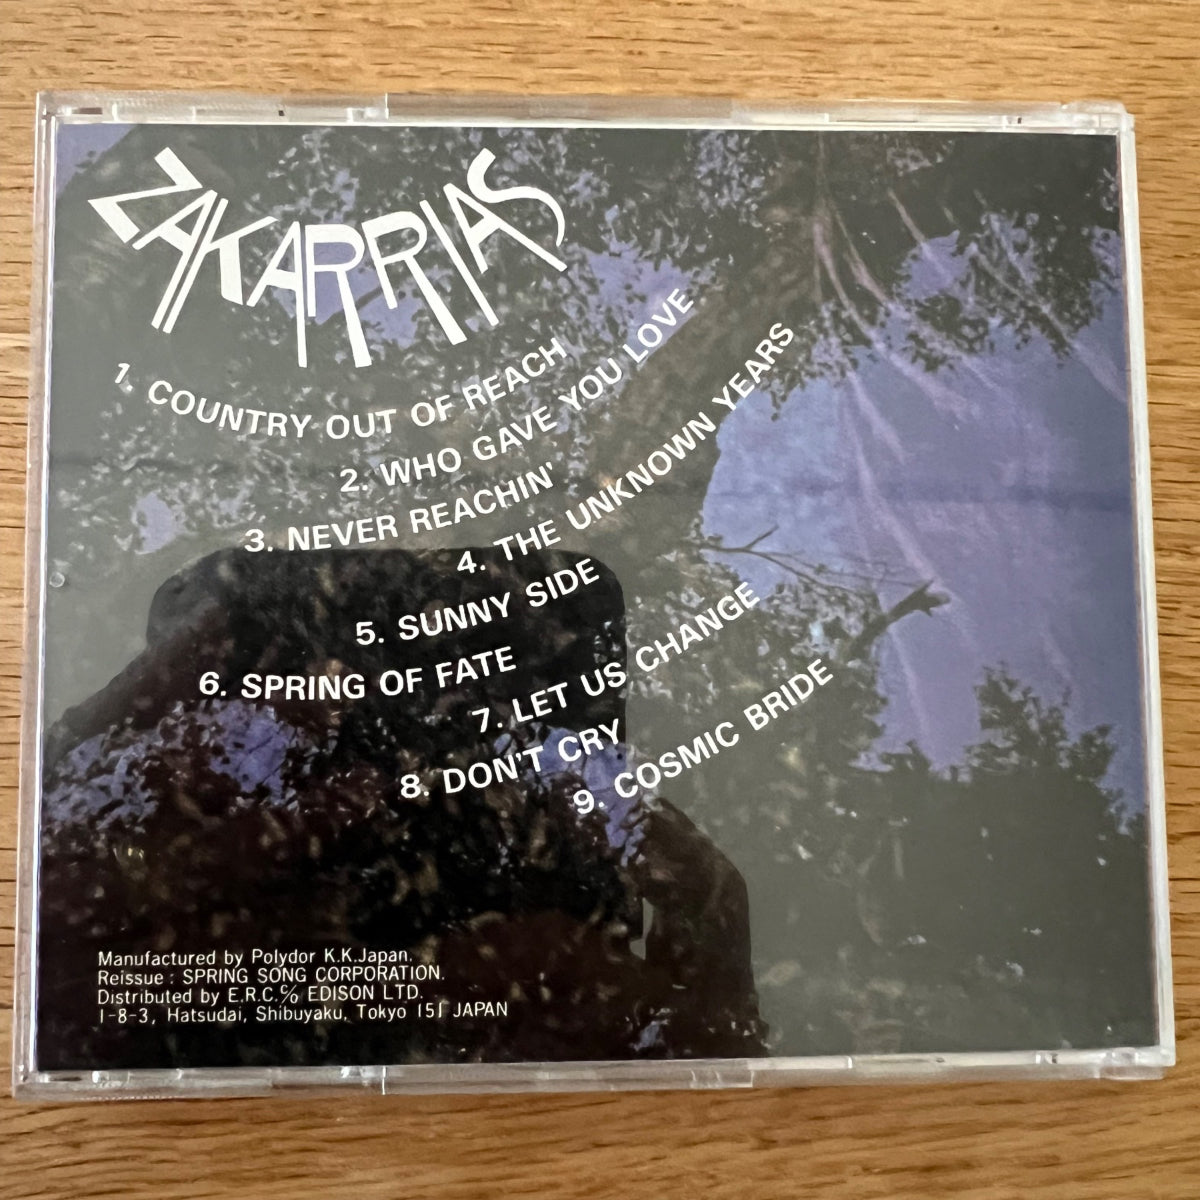 ZAKARRIAS
1. COUNTRY OUT OF REACH
2. WHO GAVE YOU LOVE
3. NEVER REACHIN'
4. THE UNKNOWN YEARS
5. SUNNY SIDE
6. SPRING OF FATE
7. LET US CHANGE
8. DON'T CRY
9. COSMIC BRIDE
Manufactured by Polydor K.K.Japan.
Reissue : SPRING SONG CORPORATION.
Distributed by E.R.C.℅ EDISON LTD.
1-8-3, Hatsudai, Shibuyaku, Tokyo 151 JAPAN